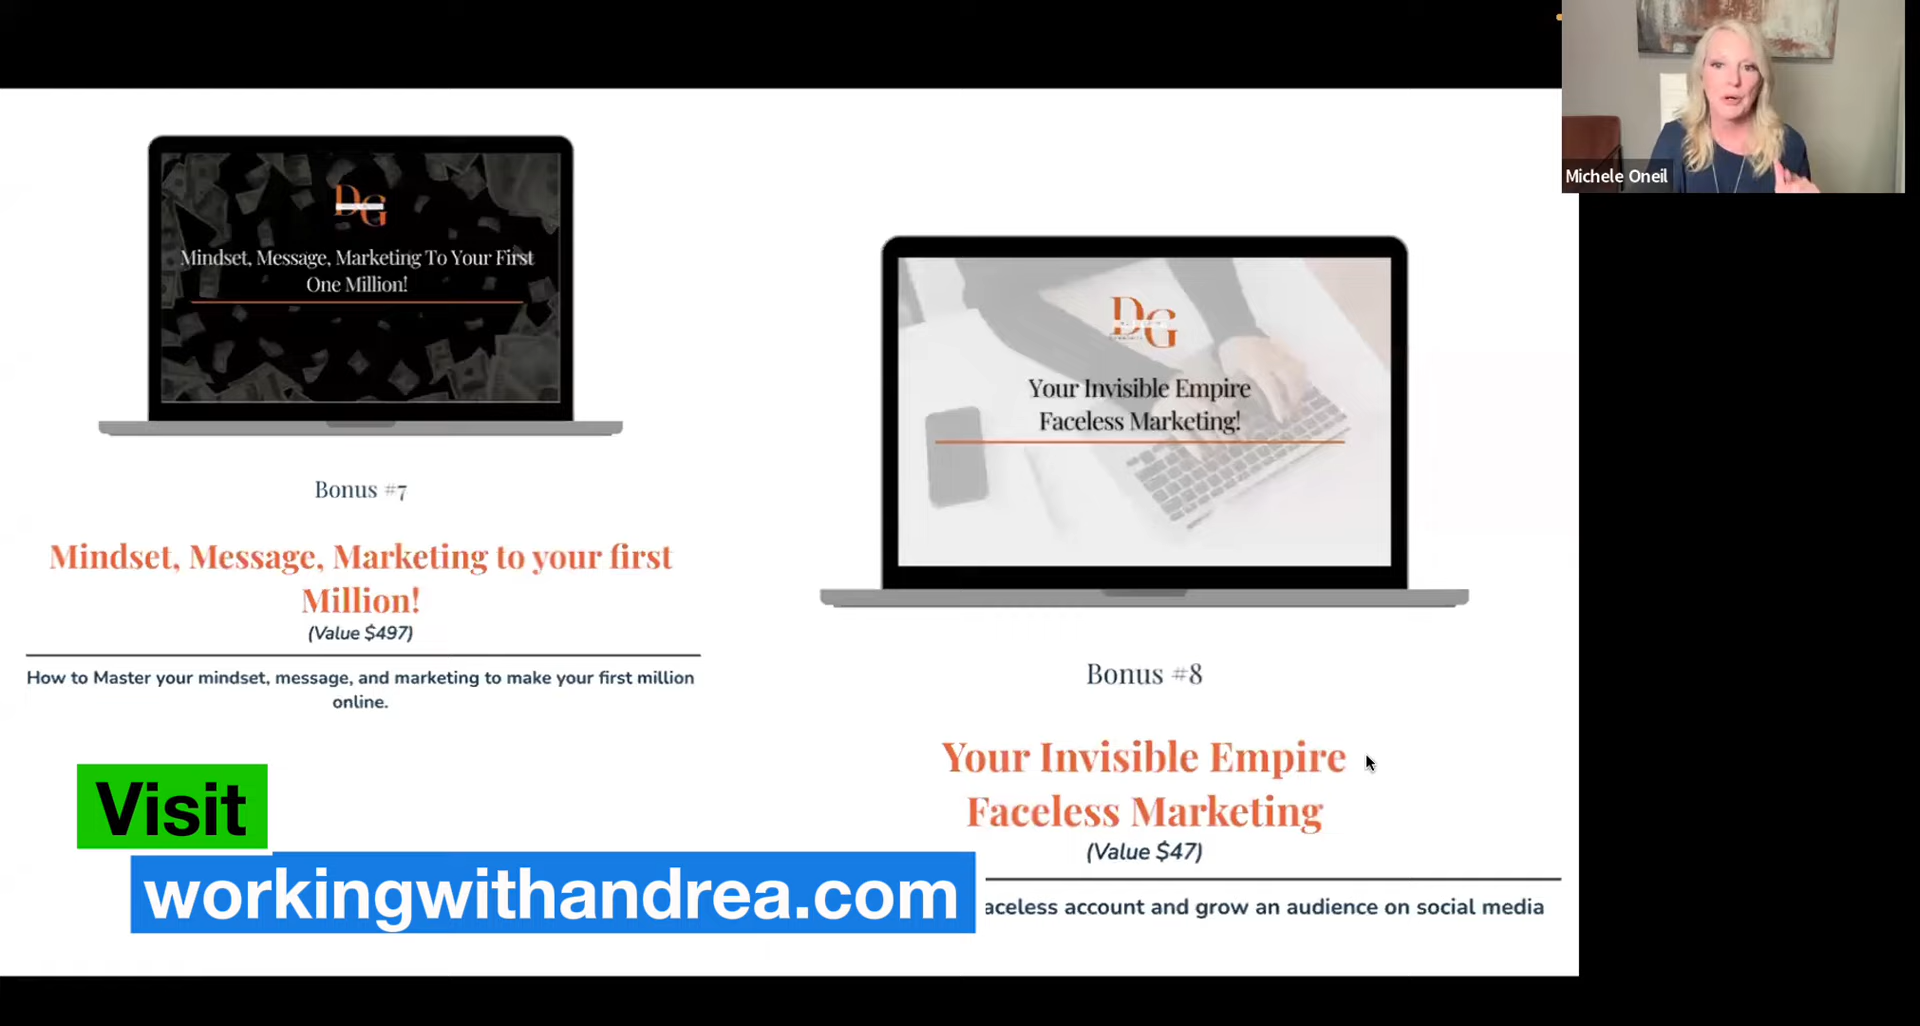 Michele Oneil
DG
Mindset, Message, Marketing To Your First
One Million!
Bonus #7
Mindset, Message, Marketing to your first
Million!
(Value $497)
How to Master your mindset, message, and marketing to make your first million
online.
DG
Your Invisible Empire
Faceless Marketing!
Bonus #8
Your Invisible Empire
Faceless Marketing
(Value $47)
aceless account and grow an audience on social media
Visit
workingwithandrea.com